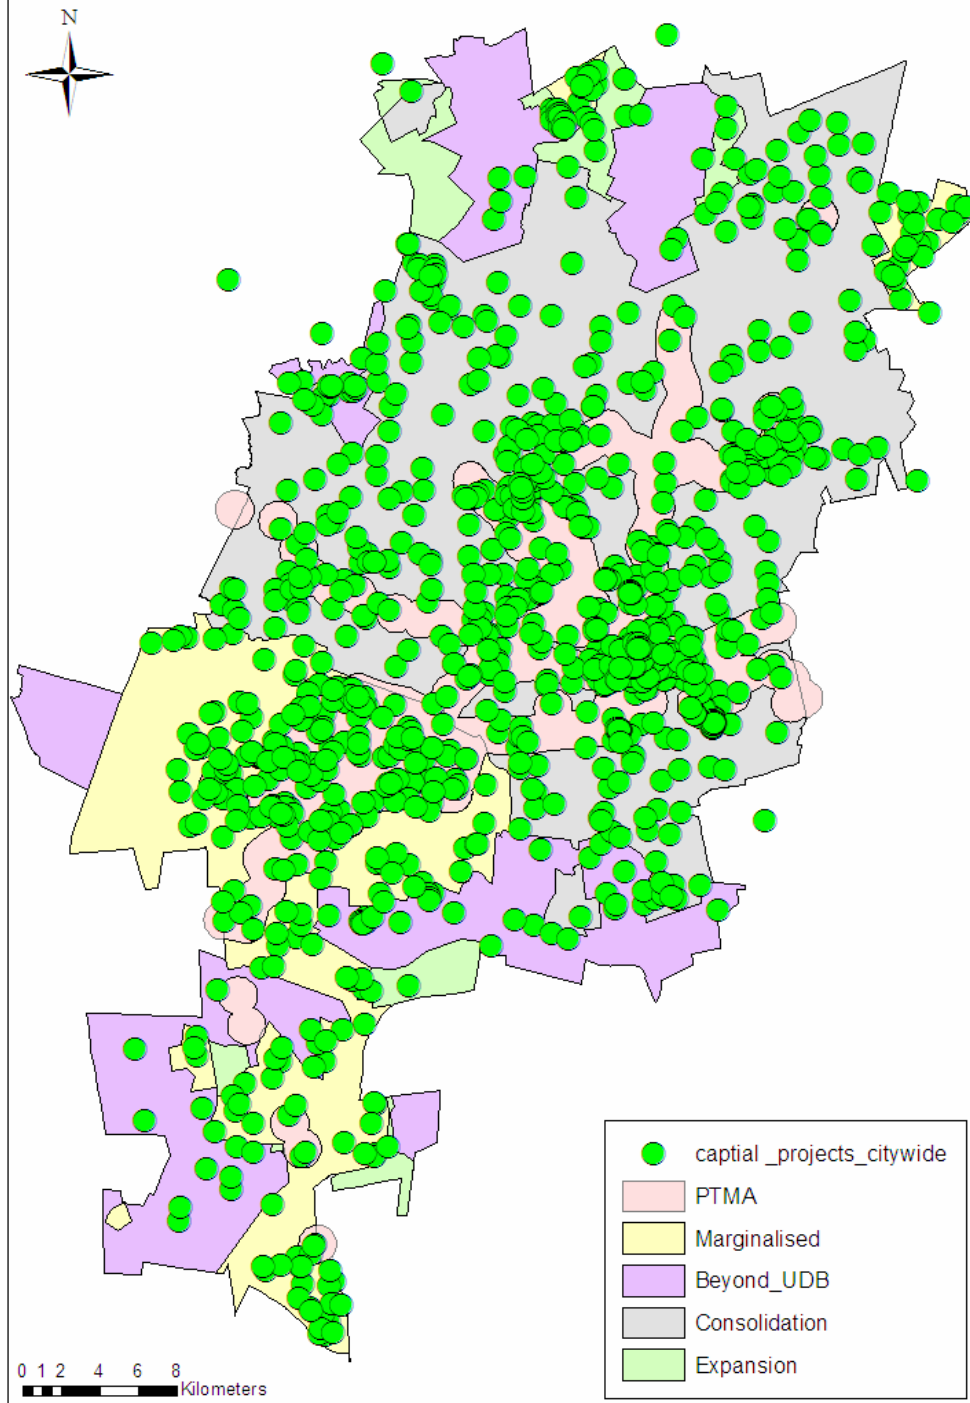 N
captial _projects_citywide
PTMA
Marginalised
Beyond_UDB
Consolidation
Expansion
0 1 2 4 6 8
Kilometers